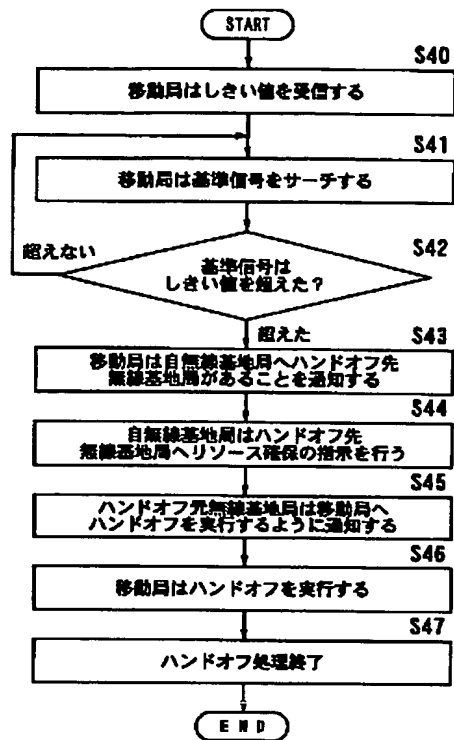 START
S40
移動局はしきい値を受信する
S41
移動局は基準信号をサーチする
S42
超えない
基準信号は
しきい値を超えた?
超えた
S43
移動局は自無線基地局へハンドオフ先
無線基地局があることを通知する
S44
自無線基地局はハンドオフ先
無線基地局へリソース確保の指示を行う
S45
ハンドオフ元無線基地局は移動局へ
ハンドオフを実行するように通知する
S46
移動局はハンドオフを実行する
S47
ハンドオフ処理終了
END